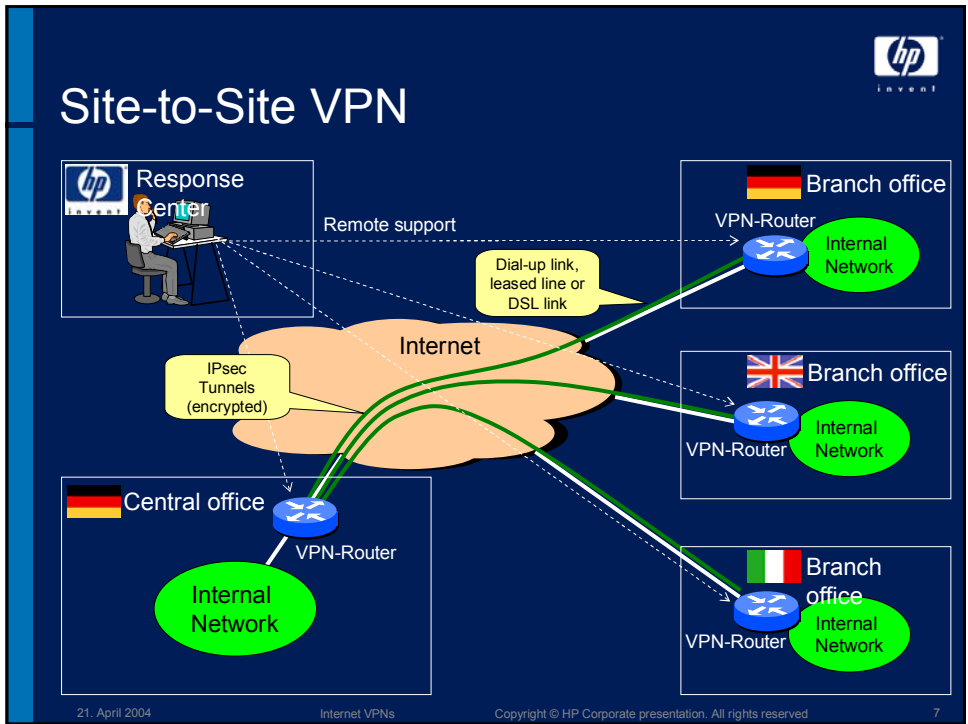 hp
invent
Site-to-Site VPN
hp
invent
Response
Center
Remote support
Branch office
VPN-Router
Internal
Network
Dial-up link,
leased line or
DSL link
Internet
IPsec
Tunnels
(encrypted)
Branch office
VPN-Router
Internal
Network
Central office
VPN-Router
Internal
Network
Branch
office
VPN-Router
Internal
Network
21. April 2004
Internet VPNs
Copyright © HP Corporate presentation. All rights reserved
7